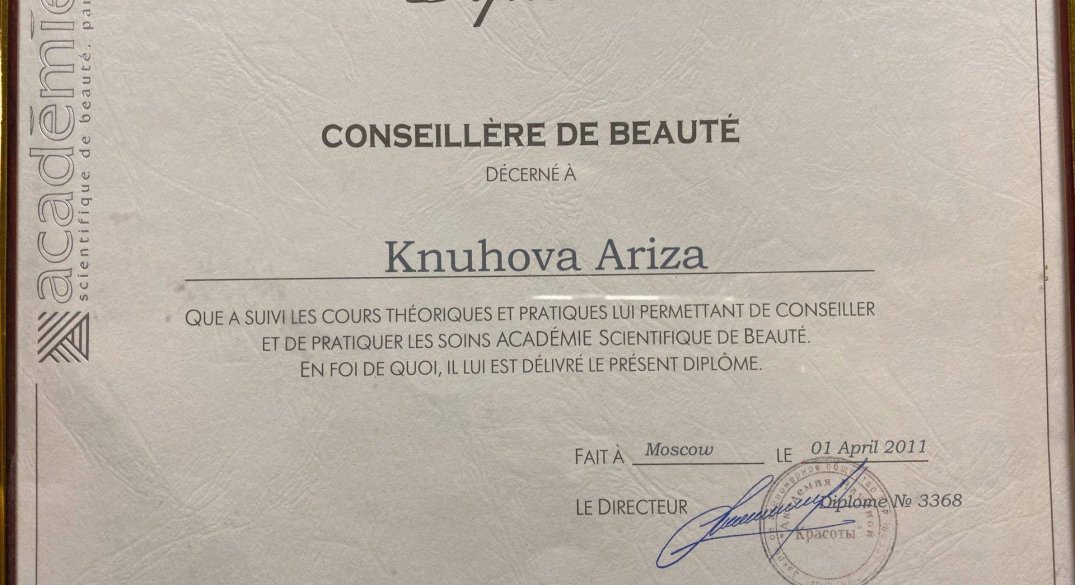 académie
scientifique de beauté. par
CONSEILLÈRE DE BEAUTÉ
DÉCERNÉ À
Knuhova Ariza
QUE A SUIVI LES COURS THÉORIQUES ET PRATIQUES LUI PERMETTANT DE CONSEILLER
ET DE PRATIQUER LES SOINS ACADÉMIE SCIENTIFIQUE DE BEAUTÉ.
EN FOI DE QUOI, IL LUI EST DÉLIVRÉ LE PRÉSENT DIPLÔME.
FAIT À Moscow LE 01 April 2011
LE DIRECTEUR
Diplome № 3368
Академия
Красоты